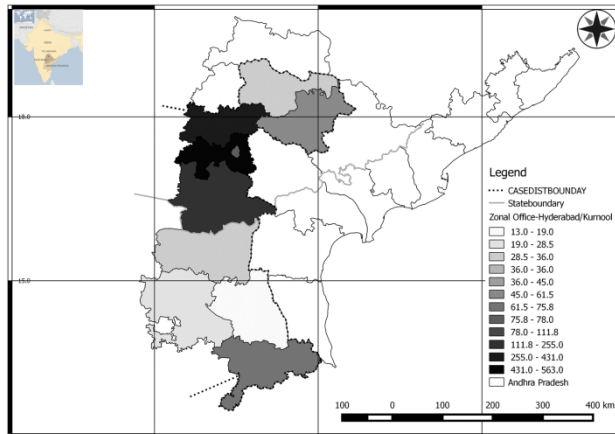 18.0
15.0
Legend
CASEDISTBOUNDAY
Stateboundary
Zonal Office-Hyderabad/Kurnool
13.0 - 19.0
19.0 - 28.5
28.5 - 36.0
36.0 - 36.0
36.0 - 45.0
45.0 - 61.5
61.5 - 75.8
75.8 - 78.0
78.0 - 111.8
111.8 - 255.0
255.0 - 431.0
431.0 - 563.0
Andhra Pradesh
100 0 100 200 300 400 km